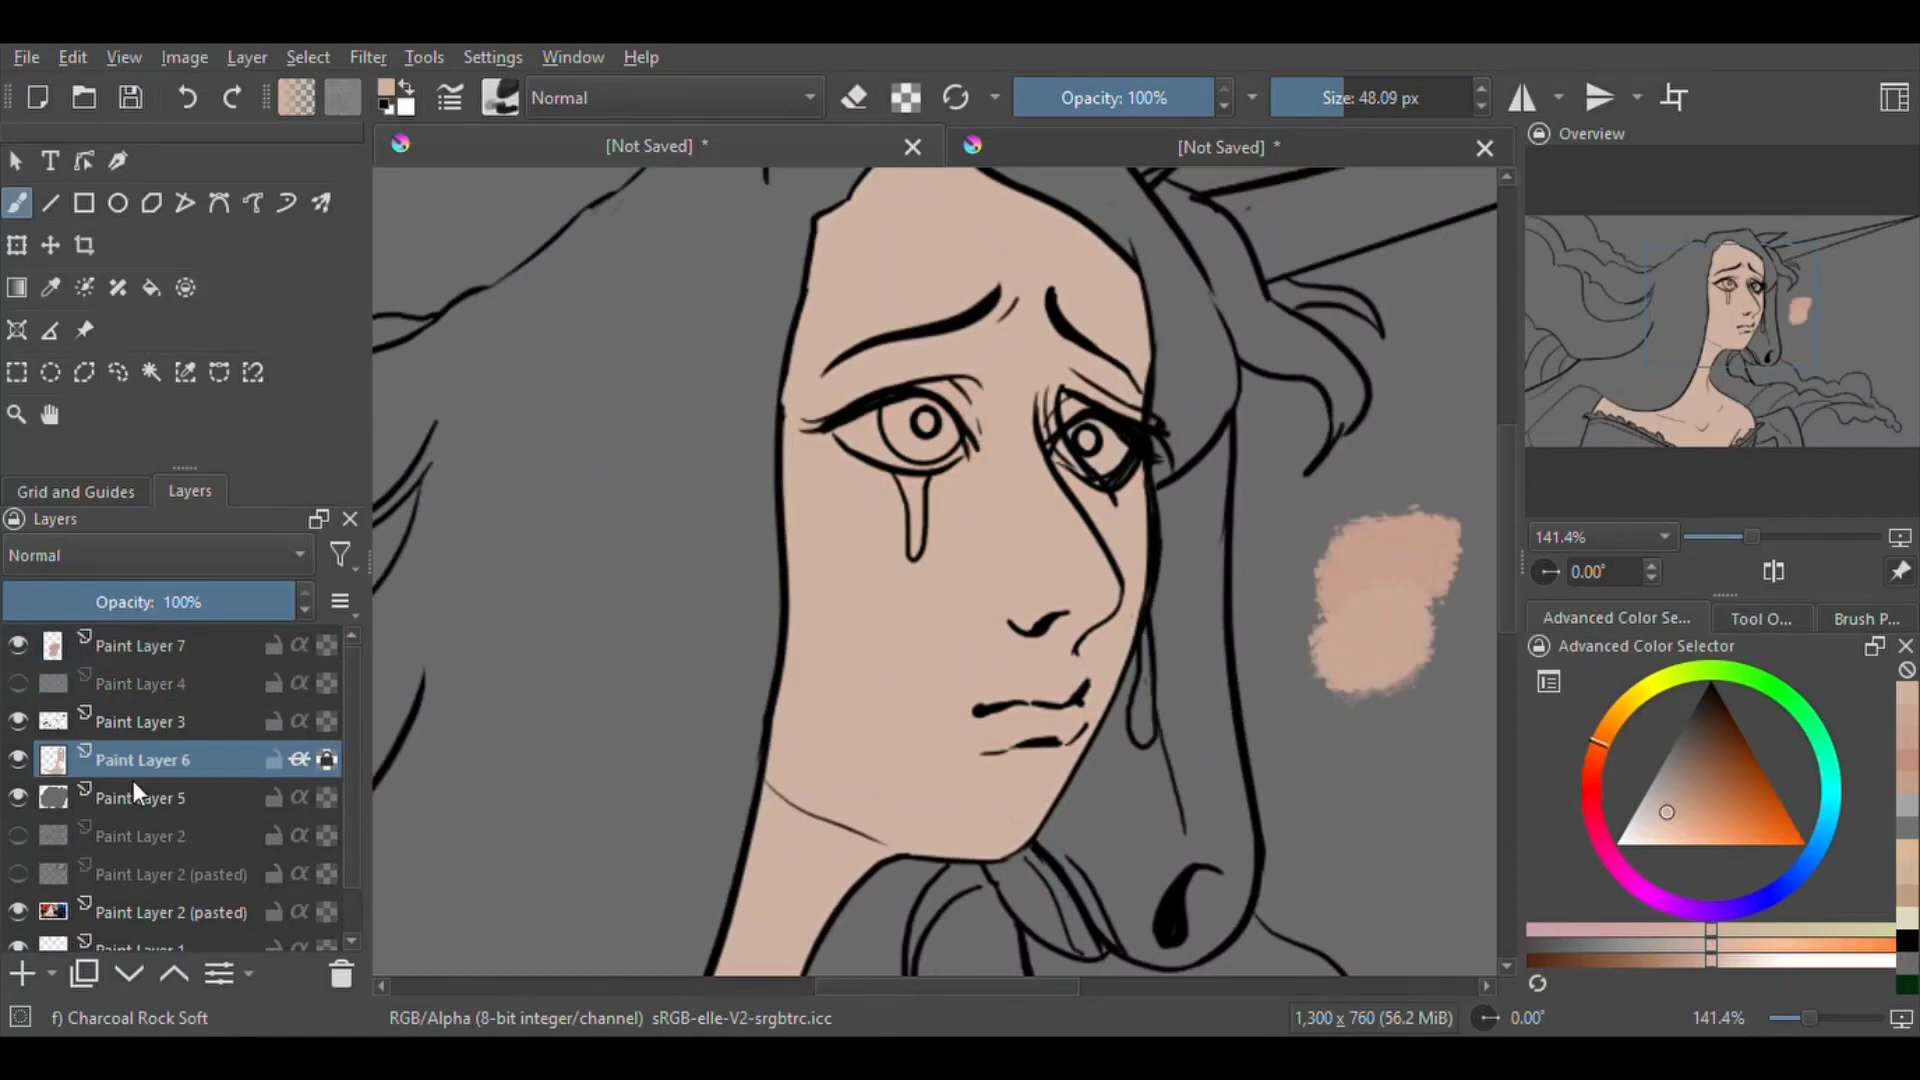 File Edit View Image Layer Select Filter Tools Settings Window Help
Normal
Opacity: 100%
Size: 48.09 px
[Not Saved] *
[Not Saved] *
Overview
Grid and Guides
Layers
Layers
Normal
Opacity: 100%
Paint Layer 7
Paint Layer 4
Paint Layer 3
Paint Layer 6
Paint Layer 5
Paint Layer 2
Paint Layer 2 (pasted)
Paint Layer 2 (pasted)
Paint Layer 1
141.4%
0.00°
Advanced Color Se...
Tool O...
Brush P...
Advanced Color Selector
f) Charcoal Rock Soft
RGB/Alpha (8-bit integer/channel) sRGB-elle-V2-srgbtrc.icc
1,300 x 760 (56.2 MiB)
0.00°
141.4%